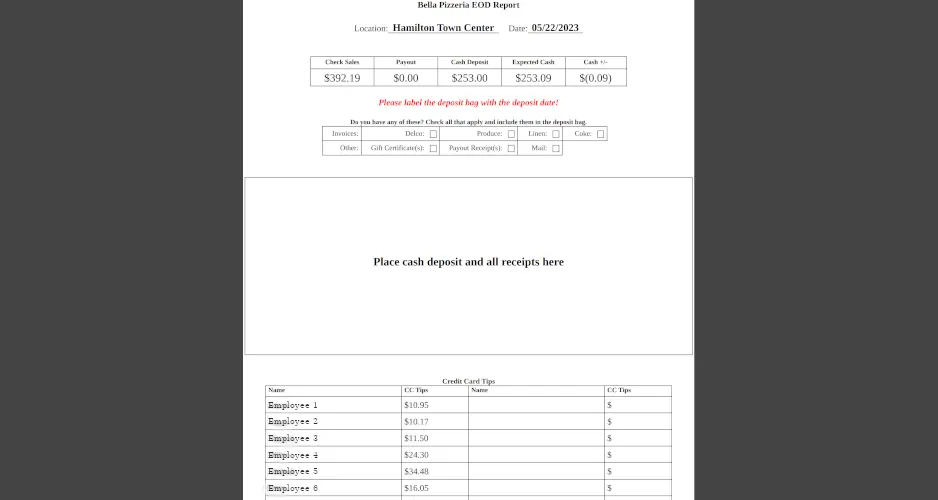 Bella Pizzeria EOD Report
Location: Hamilton Town Center Date: 05/22/2023
Check Sales Payout Cash Deposit Expected Cash Cash +/-
$392.19 $0.00 $253.00 $253.09 $(0.09)
Please label the deposit bag with the deposit date!
Do you have any of these? Check all that apply and include them in the deposit bag.
Invoices: Delco: Produce: Linen: Coke:
Other: Gift Certificate(s): Payout Receipt(s): Mail:
Place cash deposit and all receipts here
Credit Card Tips
Name CC Tips Name CC Tips
Employee 1 $10.95 $
Employee 2 $10.17 $
Employee 3 $11.50 $
Employee 4 $24.30 $
Employee 5 $34.48 $
Employee 6 $16.05 $